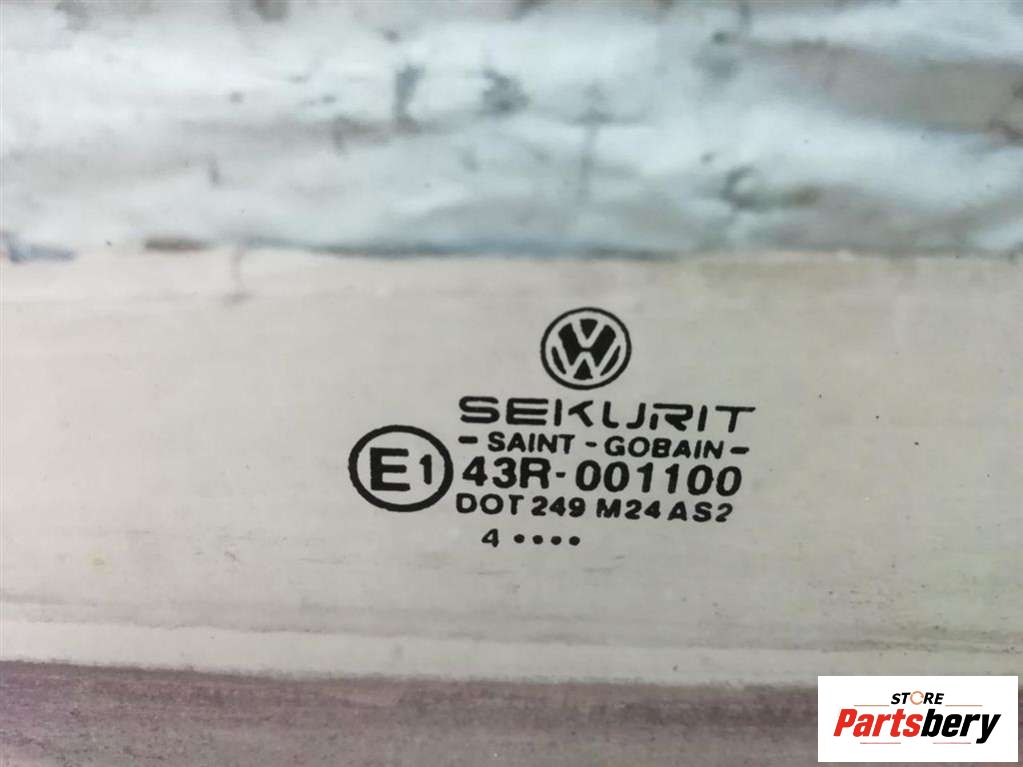 SEKURIT
- SAINT - GOBAIN -
E1 43R-001100
DOT 249 M24 AS2
4 ••••
STORE
Partsbery